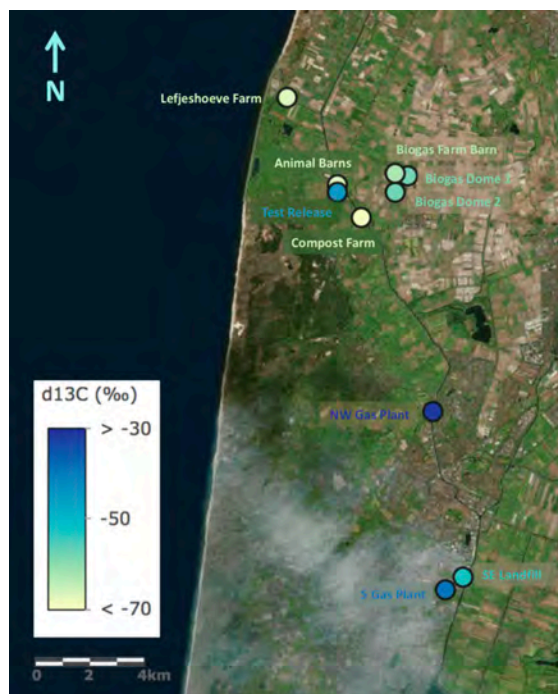 N
Lefjeshoeve Farm
Biogas Farm Barn
Animal Barns
Biogas Dome 1
Test Release
Biogas Dome 2
Compost Farm
d13C (‰)
> -30
-50
< -70
NW Gas Plant
SE Landfill
S Gas Plant
0 2 4km